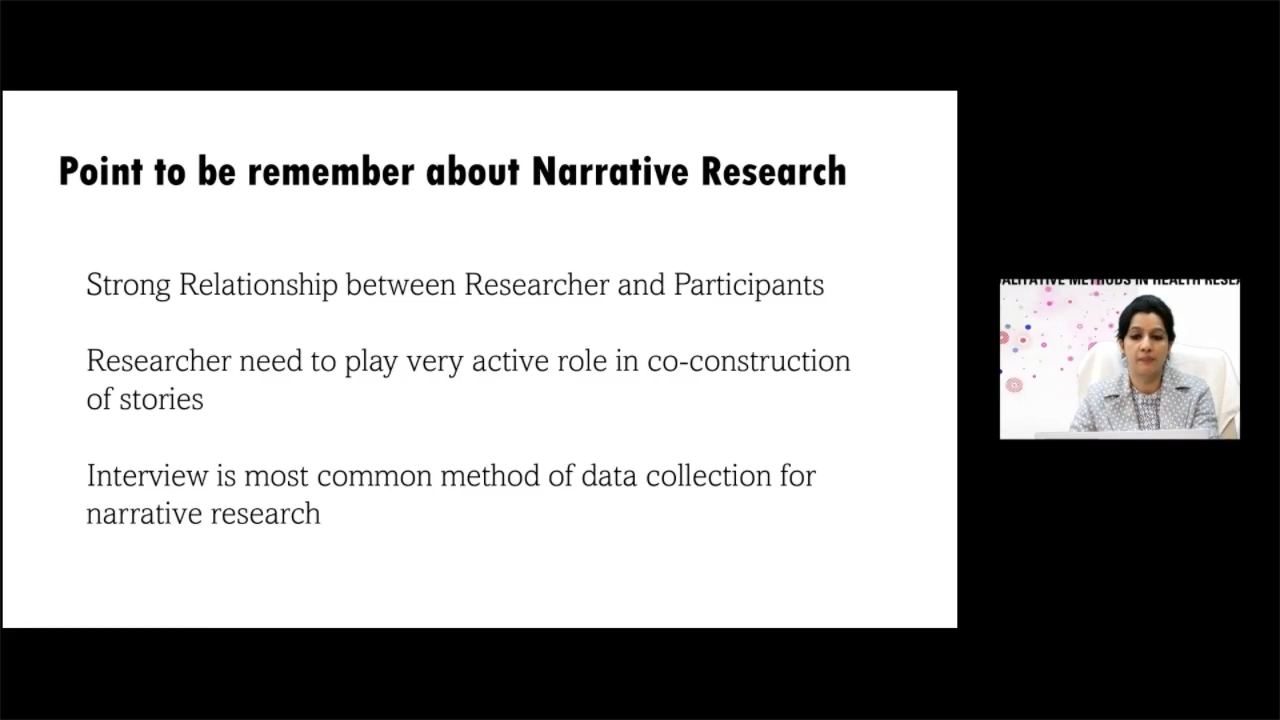 Point to be remember about Narrative Research
Strong Relationship between Researcher and Participants
Researcher need to play very active role in co-construction
of stories
Interview is most common method of data collection for
narrative research
METHODS IN HEALTH